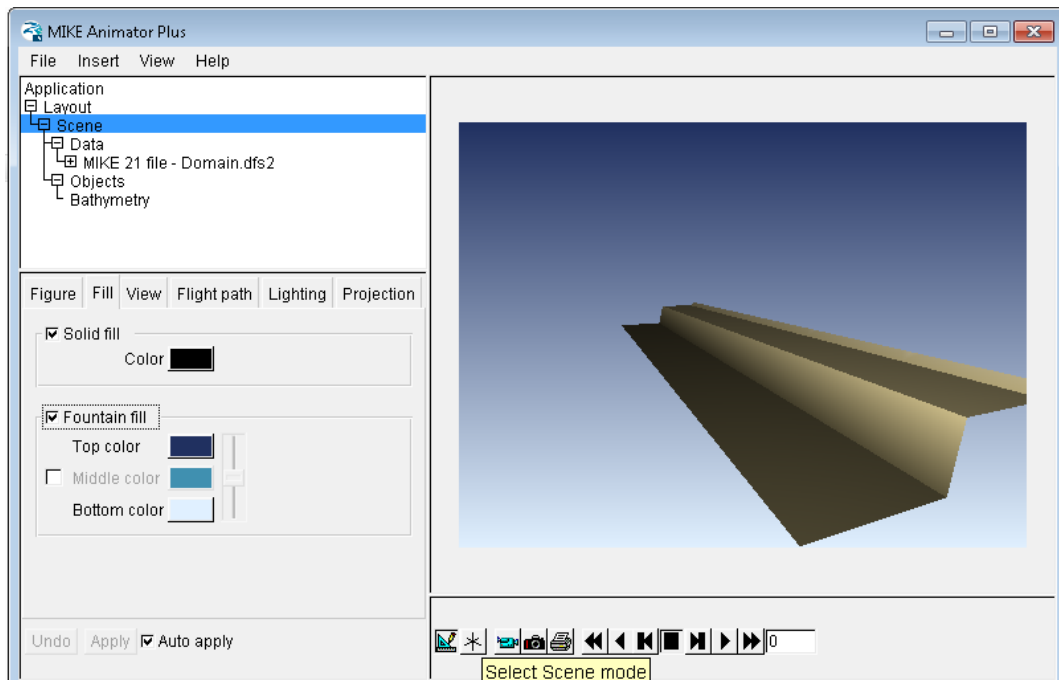 MIKE Animator Plus
File Insert View Help
Application
Layout
Scene
Data
MIKE 21 file - Domain.dfs2
Objects
Bathymetry
Figure Fill View Flight path Lighting Projection
Solid fill
Color
Fountain fill
Top color
Middle color
Bottom color
Undo Apply Auto apply
0
Select Scene mode